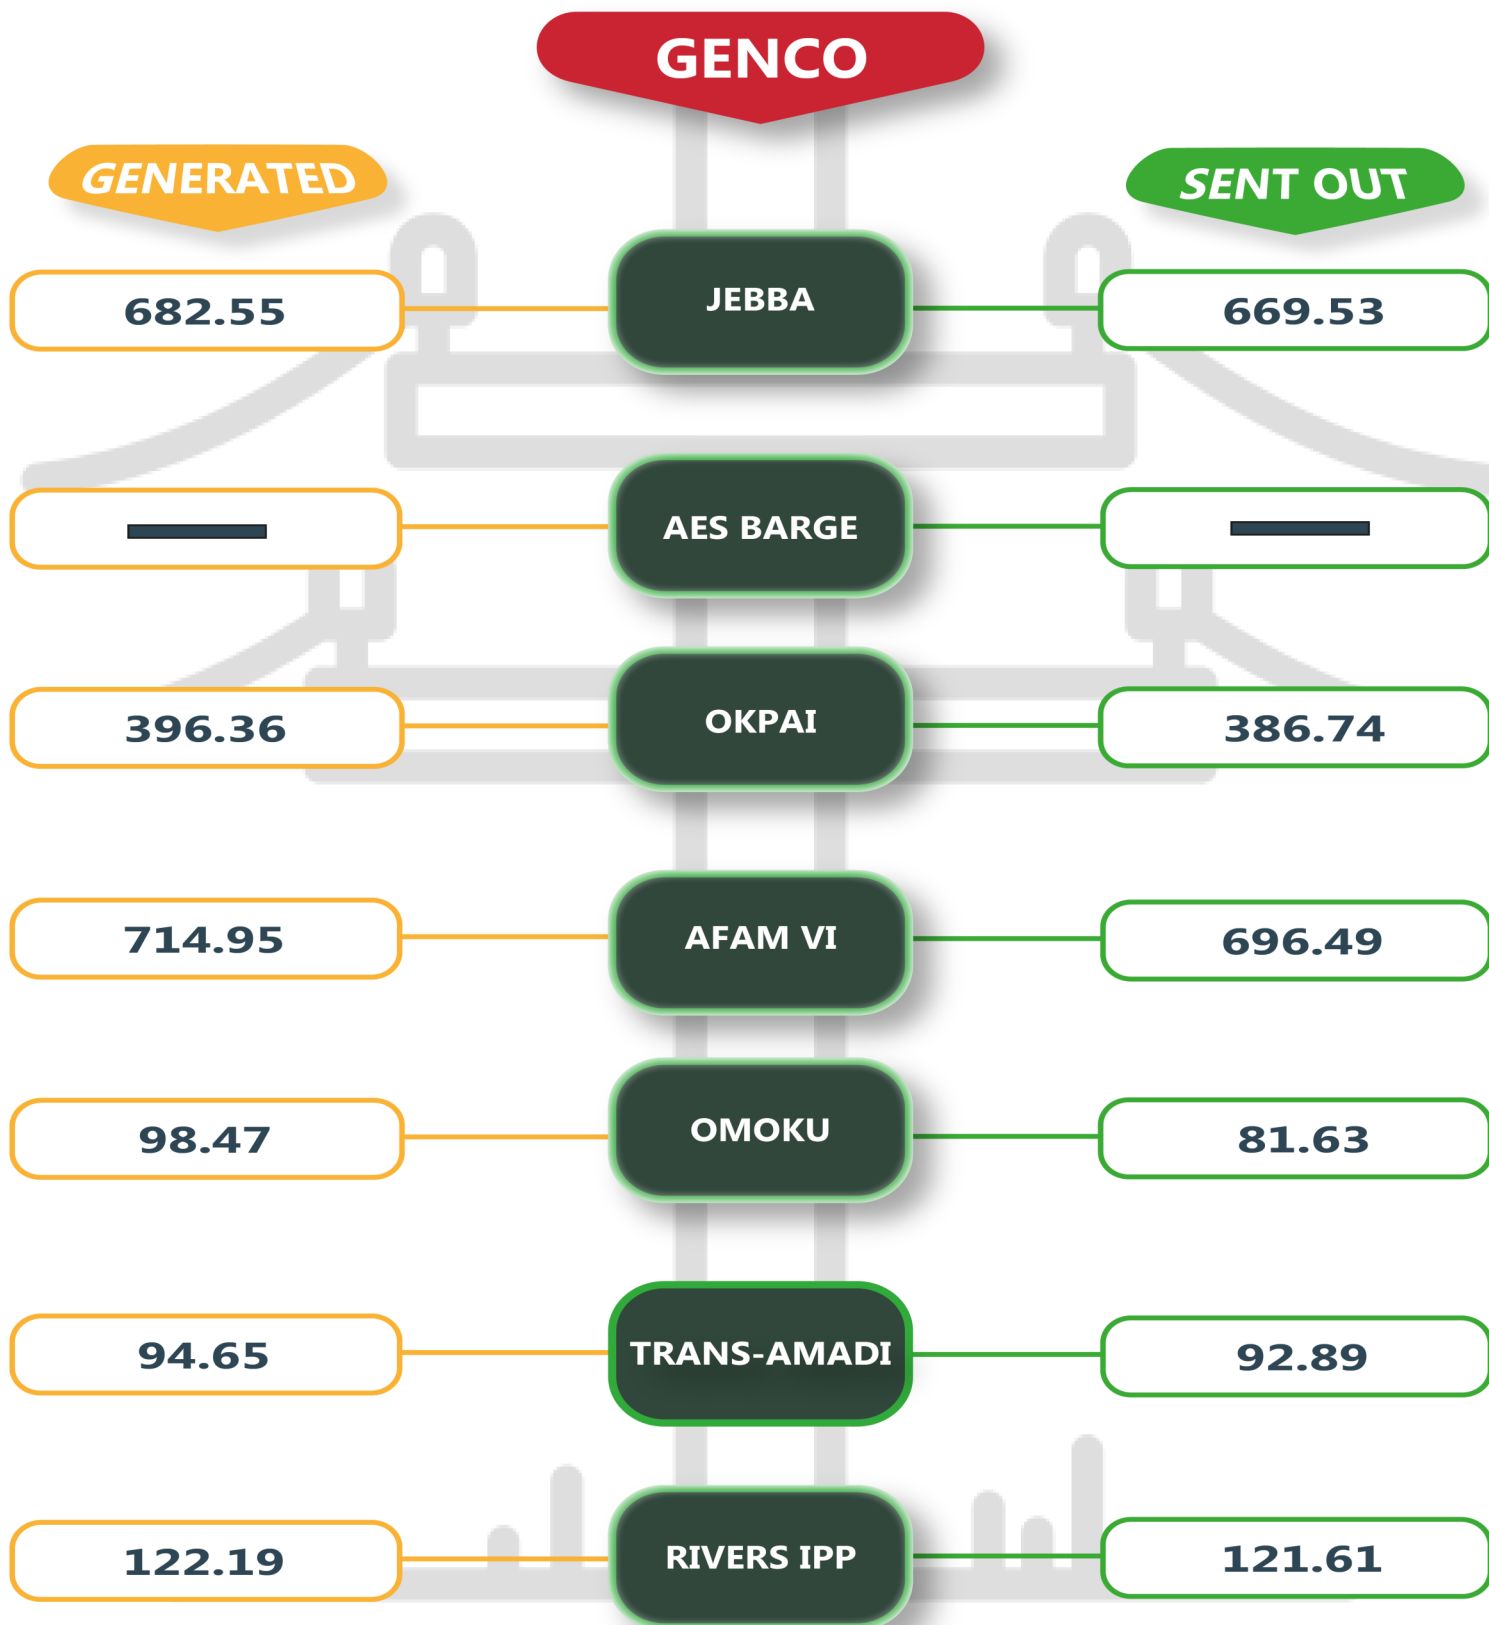 GENCO
GENERATED
SENT OUT
682.55
JEBBA
669.53
AES BARGE
396.36
OKPAI
386.74
714.95
AFAM VI
696.49
98.47
OMOKU
81.63
94.65
TRANS-AMADI
92.89
122.19
RIVERS IPP
121.61